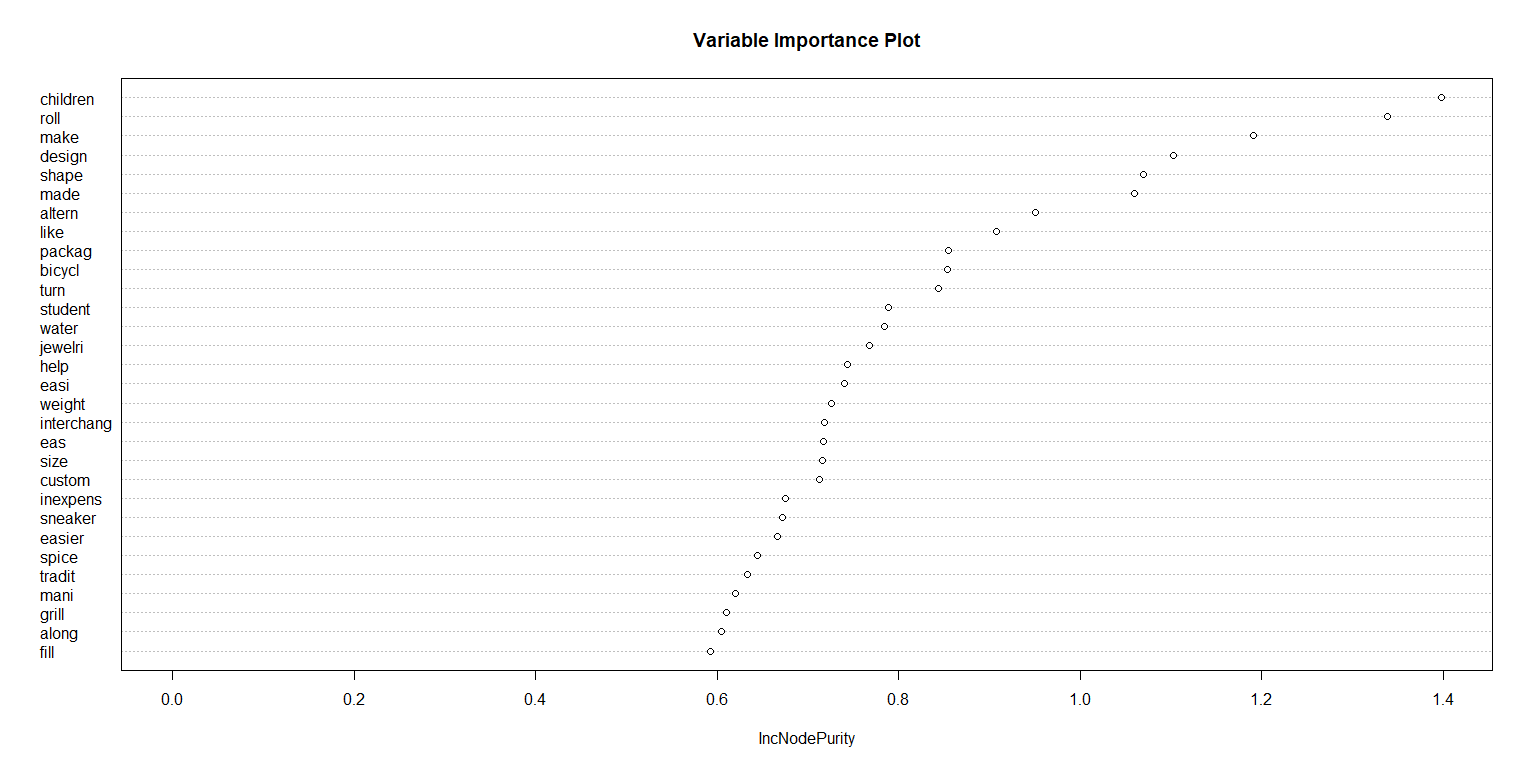 Variable Importance Plot
children
roll
make
design
shape
made
altern
like
packag
bicycl
turn
student
water
jewelri
help
easi
weight
interchang
eas
size
custom
inexpens
sneaker
easier
spice
tradit
mani
grill
along
fill
0.0 0.2 0.4 0.6 0.8 1.0 1.2 1.4
IncNodePurity